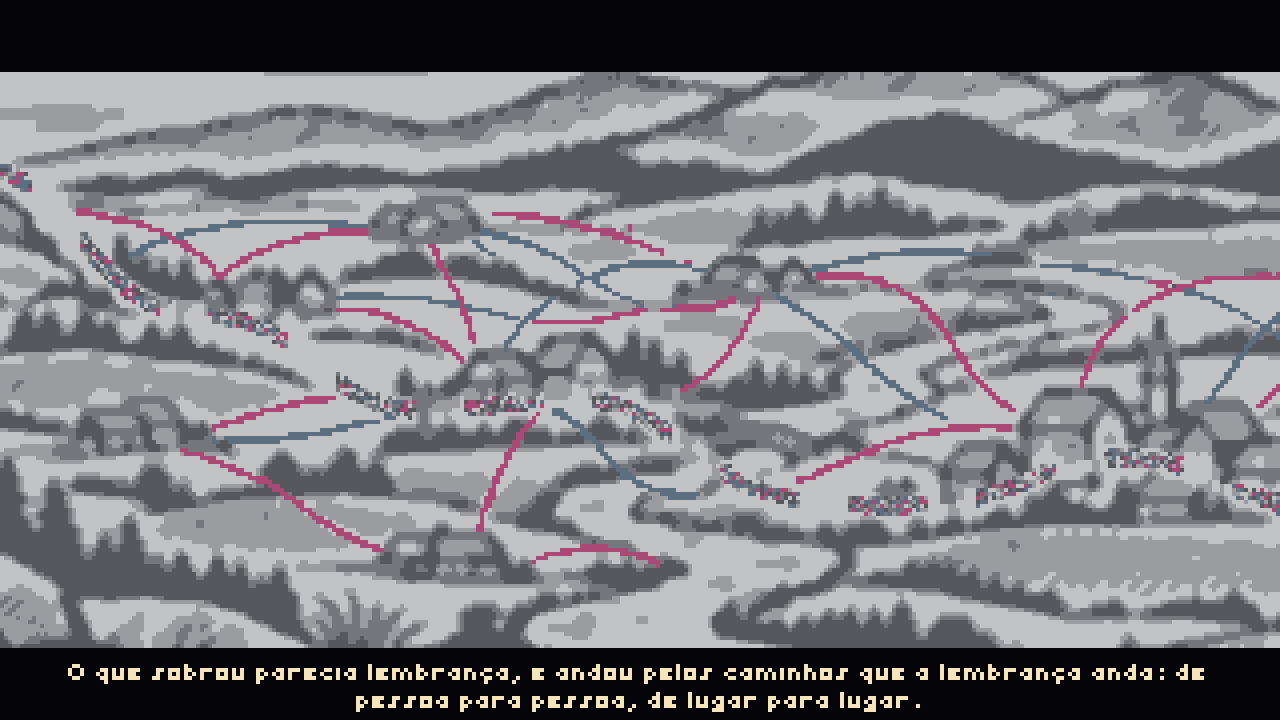 O que sobrou parecia lembrança, e andou pelos caminhos que a lembrança anda: de
pessoa para pessoa, de lugar para lugar.